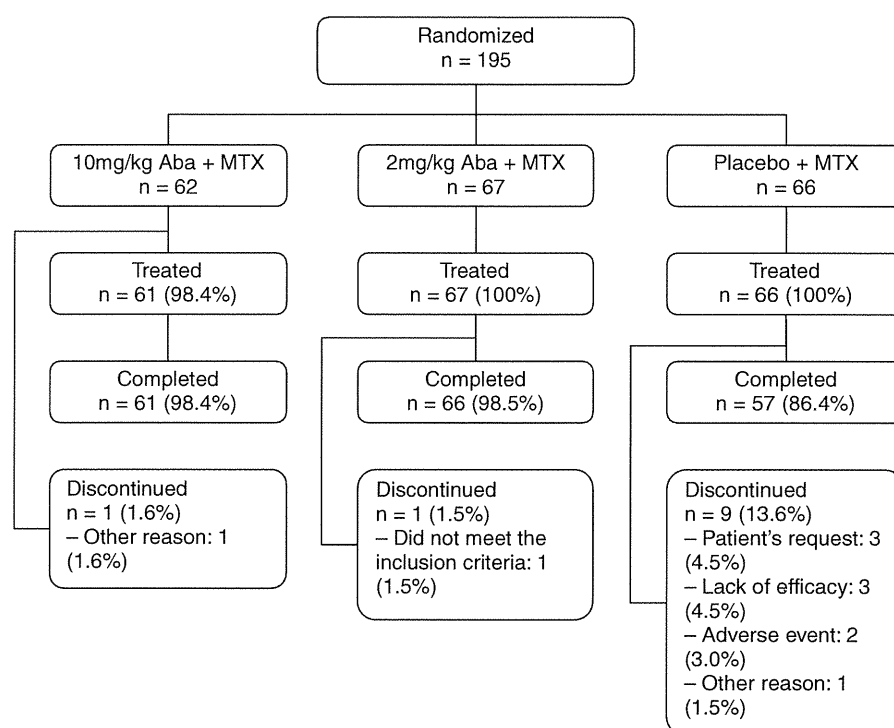 Randomized
n = 195
10mg/kg Aba + MTX
n = 62
2mg/kg Aba + MTX
n = 67
Placebo + MTX
n = 66
Treated
n = 61 (98.4%)
Treated
n = 67 (100%)
Treated
n = 66 (100%)
Completed
n = 61 (98.4%)
Completed
n = 66 (98.5%)
Completed
n = 57 (86.4%)
Discontinued
n = 1 (1.6%)
– Other reason: 1
(1.6%)
Discontinued
n = 1 (1.5%)
– Did not meet the
inclusion criteria: 1
(1.5%)
Discontinued
n = 9 (13.6%)
– Patient's request: 3
(4.5%)
– Lack of efficacy: 3
(4.5%)
– Adverse event: 2
(3.0%)
– Other reason: 1
(1.5%)